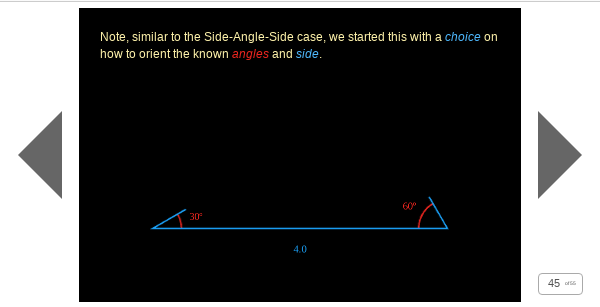 Note, similar to the Side-Angle-Side case, we started this with a choice on
how to orient the known angles and side.
30°
60°
4.0
45 of 55